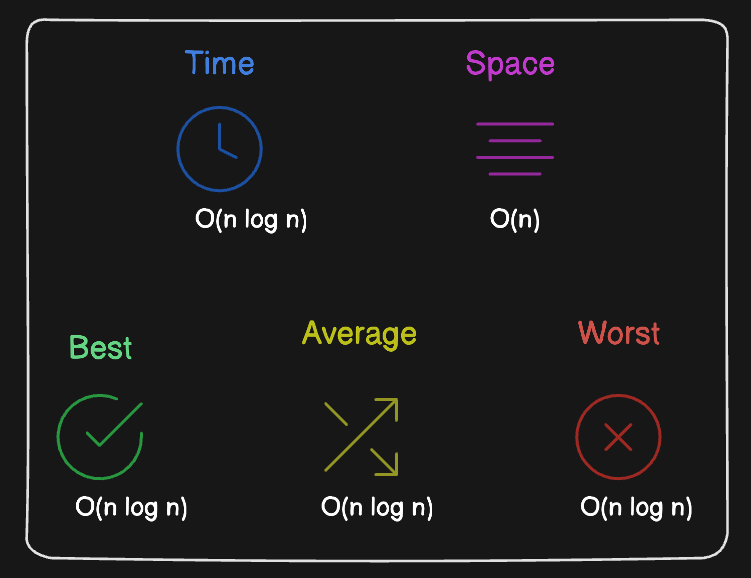 Time
Space
O(n log n)
O(n)
Best
Average
Worst
O(n log n)
O(n log n)
O(n log n)